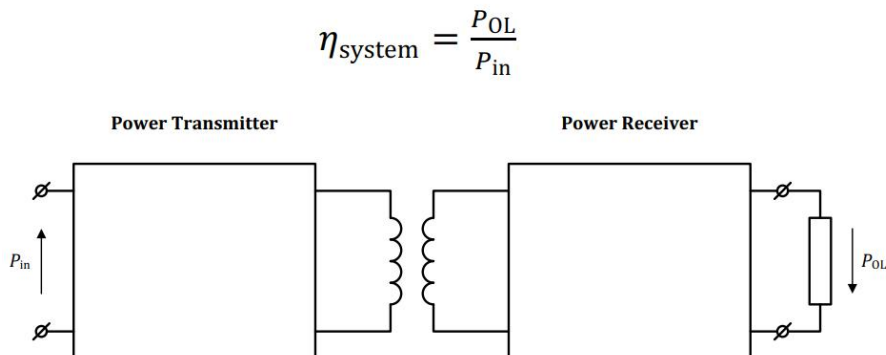 η_system = P_OL / P_in
Power Transmitter Power Receiver
P_in P_OL